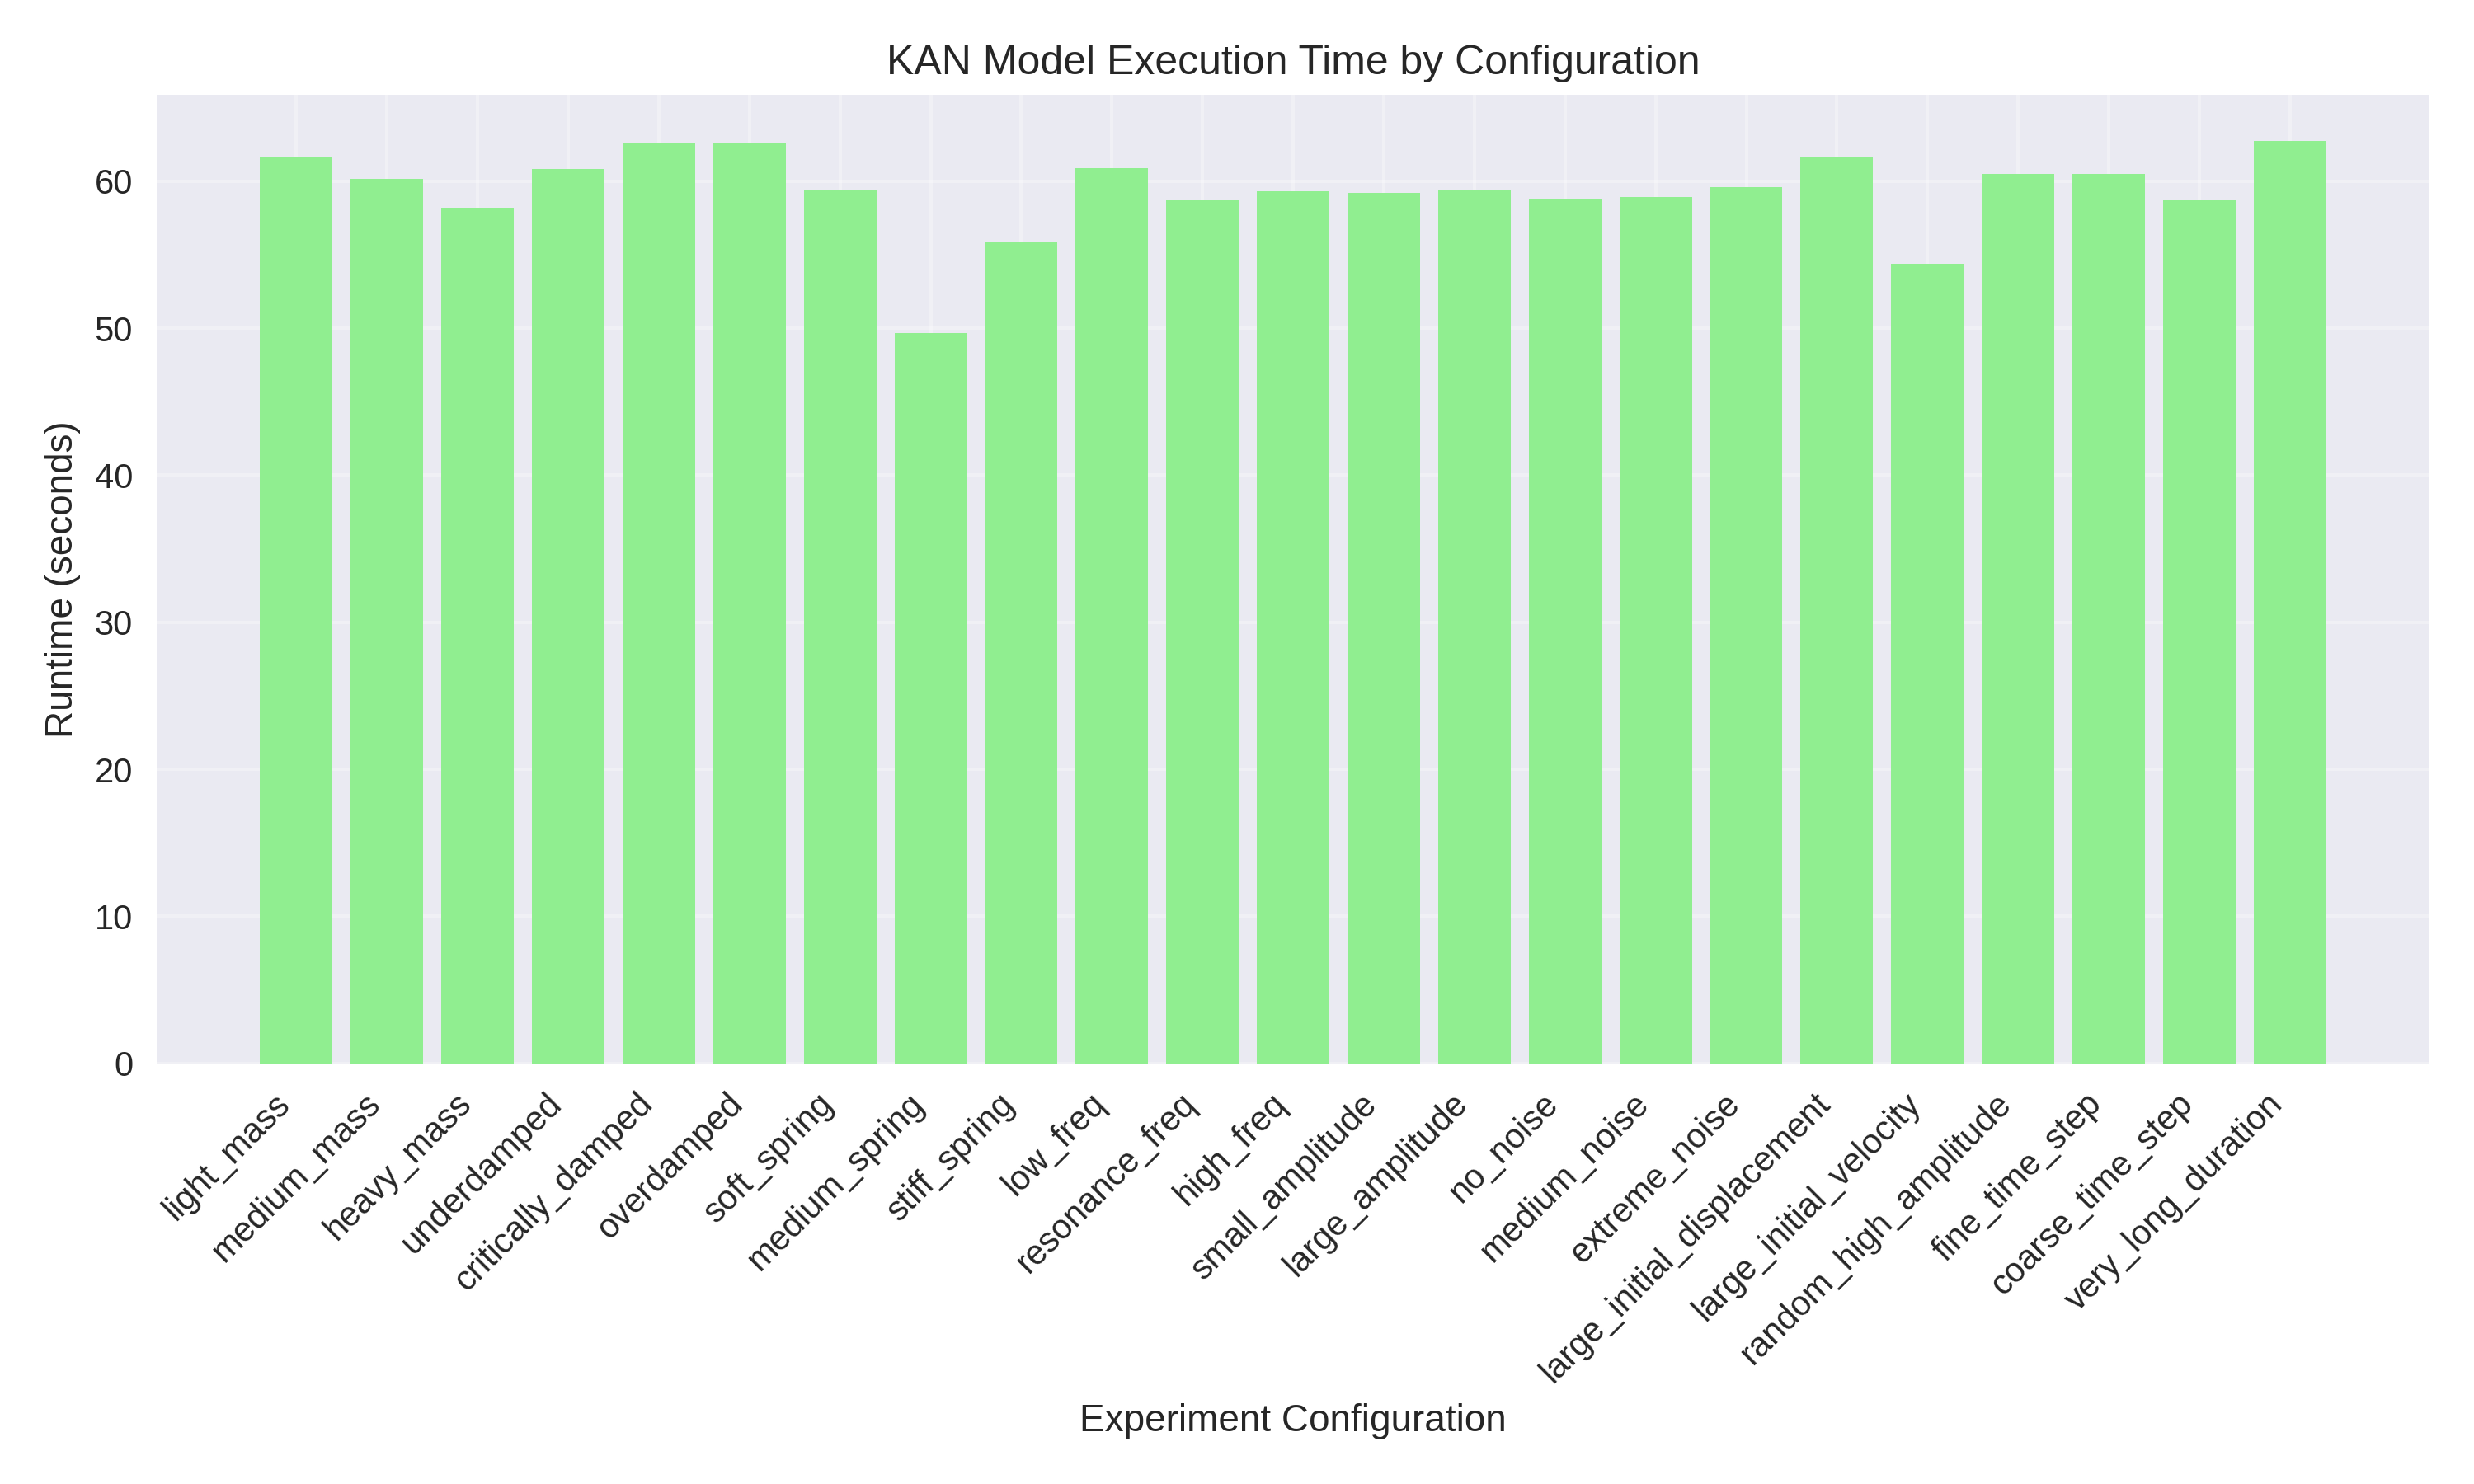 KAN Model Execution Time by Configuration
Runtime (seconds)
60
50
40
30
20
10
0
light_mass
medium_mass
heavy_mass
underdamped
critically_damped
overdamped
soft_spring
medium_spring
stiff_spring
low_freq
resonance_freq
high_freq
small_amplitude
large_amplitude
no_noise
medium_noise
extreme_noise
large_initial_displacement
large_initial_velocity
random_high_amplitude
fine_time_step
coarse_time_step
very_long_duration
Experiment Configuration